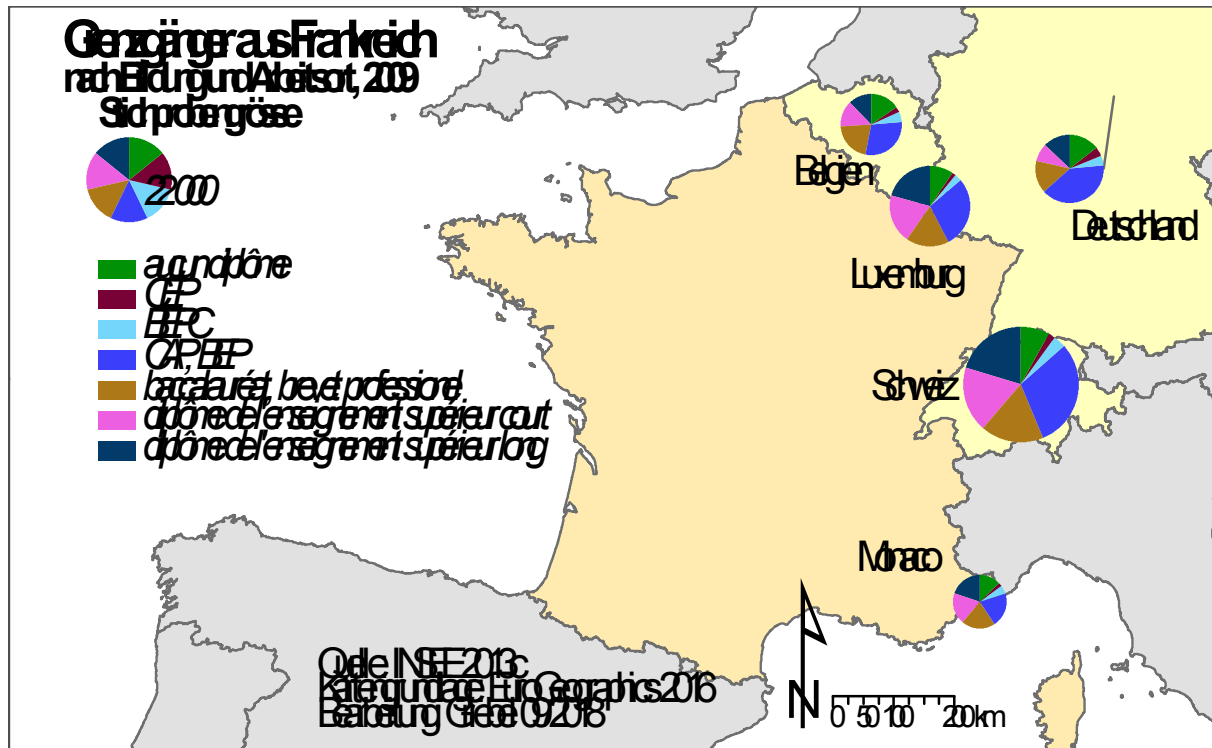 Grenzgänger aus Frankreich
nach Bildung und Arbeitsort, 2009
Stichprobengrösse
22000
aucun diplôme
CEP
BEPC
CAP, BEP
baccalauréat, brevet professionnel.
diplôme de l'enseignement supérieur court
diplôme de l'enseignement supérieur long
Belgien
Deutschland
Luxemburg
Schweiz
Monaco
Quelle: INSEE 2013c
Kartengrundlage: EuroGeographics 2016
Bearbeitung: 09.2018
N
0 50 100 200 km